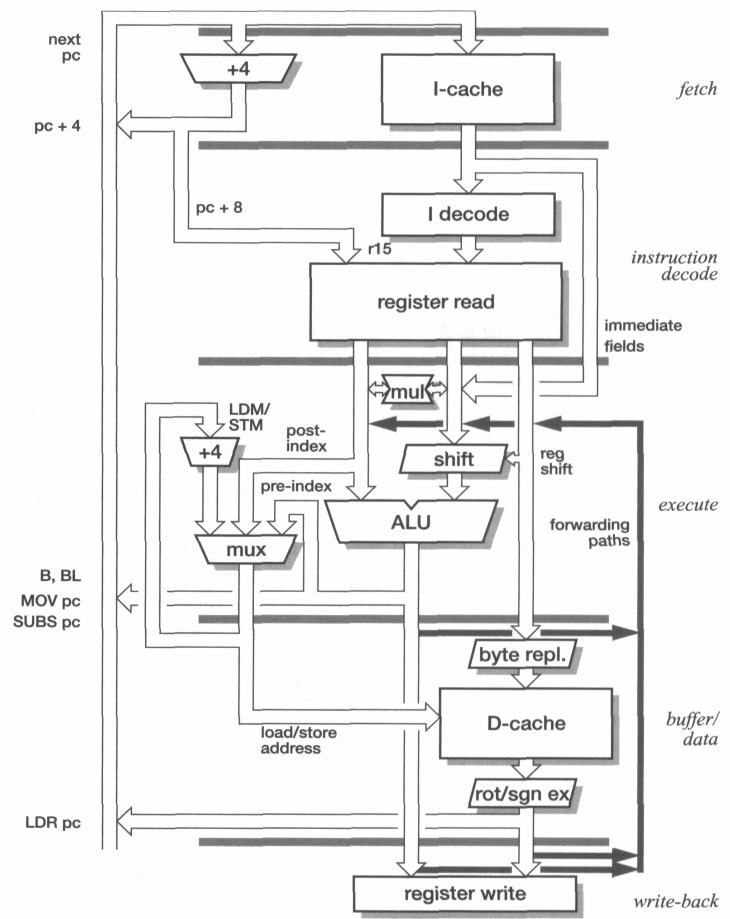 next
pc
+4
I-cache
fetch
pc + 4
pc + 8
I decode
r15
instruction
decode
register read
immediate
fields
mul
LDM/
STM
post-
index
+4
shift
reg
shift
pre-index
execute
ALU
forwarding
paths
mux
B, BL
MOV pc
SUBS pc
byte repl.
D-cache
buffer/
data
load/store
address
rot/sgn ex
LDR pc
register write
write-back